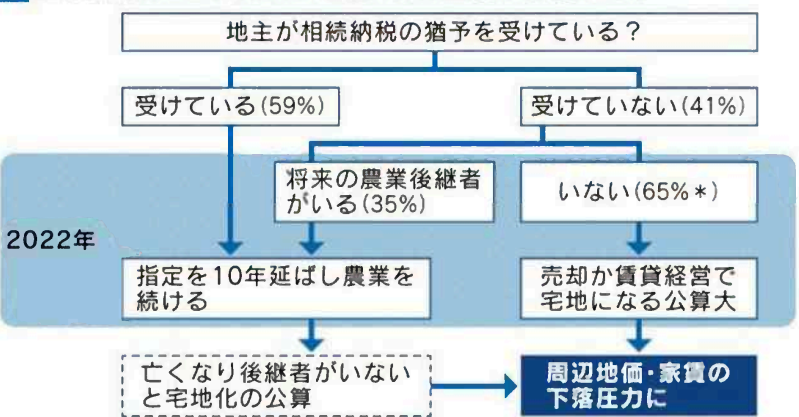 地主が相続納税の猶予を受けている？
受けている(59%)
受けていない(41%)
将来の農業後継者
がいる(35%)
いない(65%＊)
2022年
指定を10年延ばし農業を
続ける
売却か賃貸経営で
宅地になる公算大
亡くなり後継者がいない
と宅地化の公算
周辺地価・家賃の
下落圧力に